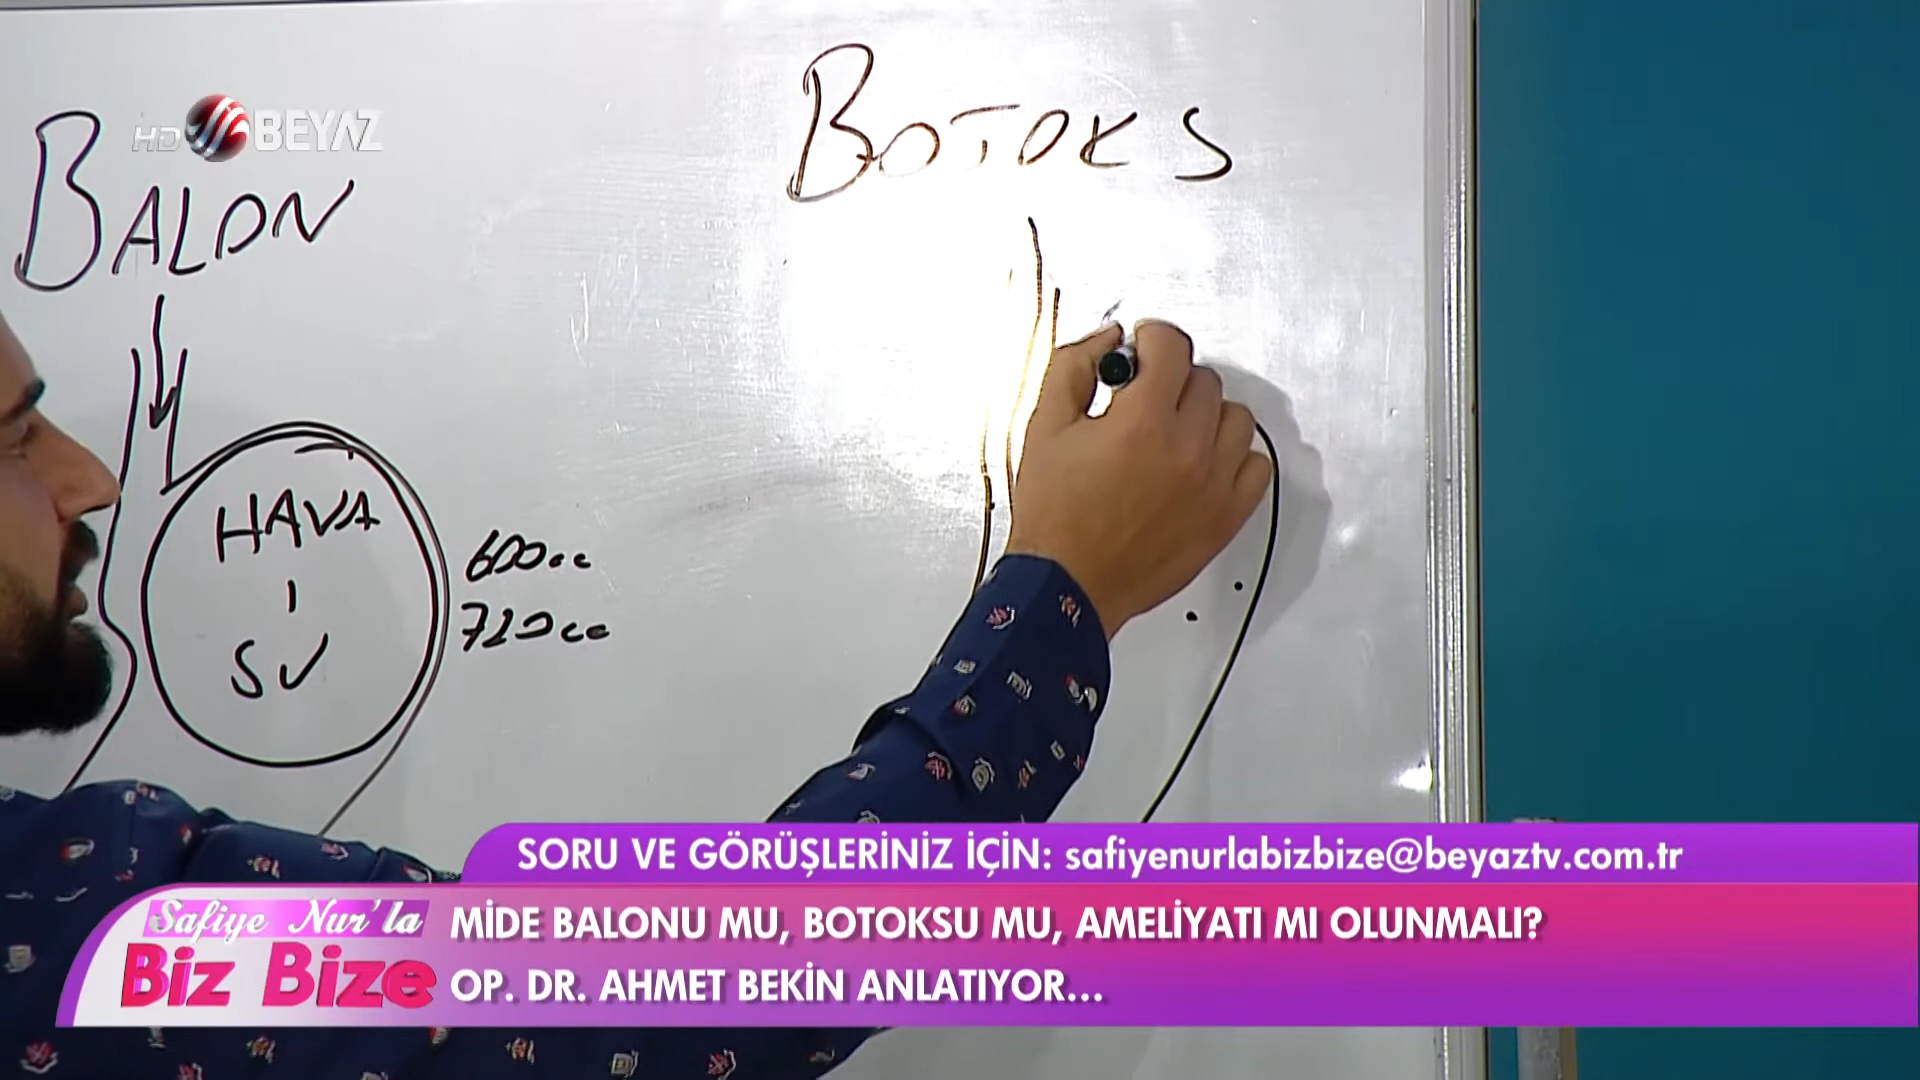 HD BEYAZ
BOTOKS
BALON
HAVA
SU
600cc
720cc
SORU VE GÖRÜŞLERİNİZ İÇİN: safiyenurlabizbize@beyaztv.com.tr
Safiye Nur'la
Biz Bize
MİDE BALONU MU, BOTOKSU MU, AMELİYATI MI OLUNMALI?
OP. DR. AHMET BEKİN ANLATIYOR...